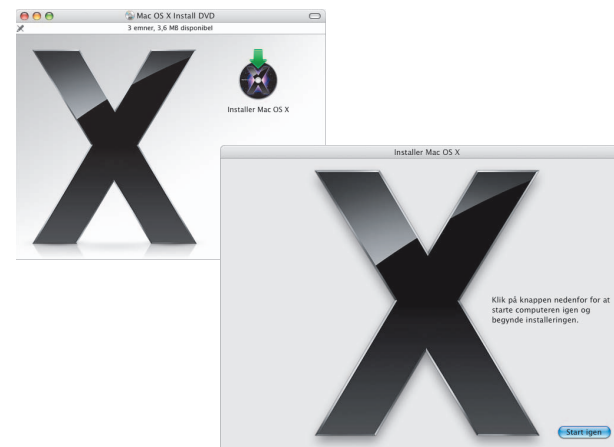 Mac OS X Install DVD
3 emner, 3,6 MB disponibel
Installer Mac OS X
Installer Mac OS X
Klik på knappen nedenfor for at
starte computeren igen og
begynde installeringen.
Start igen